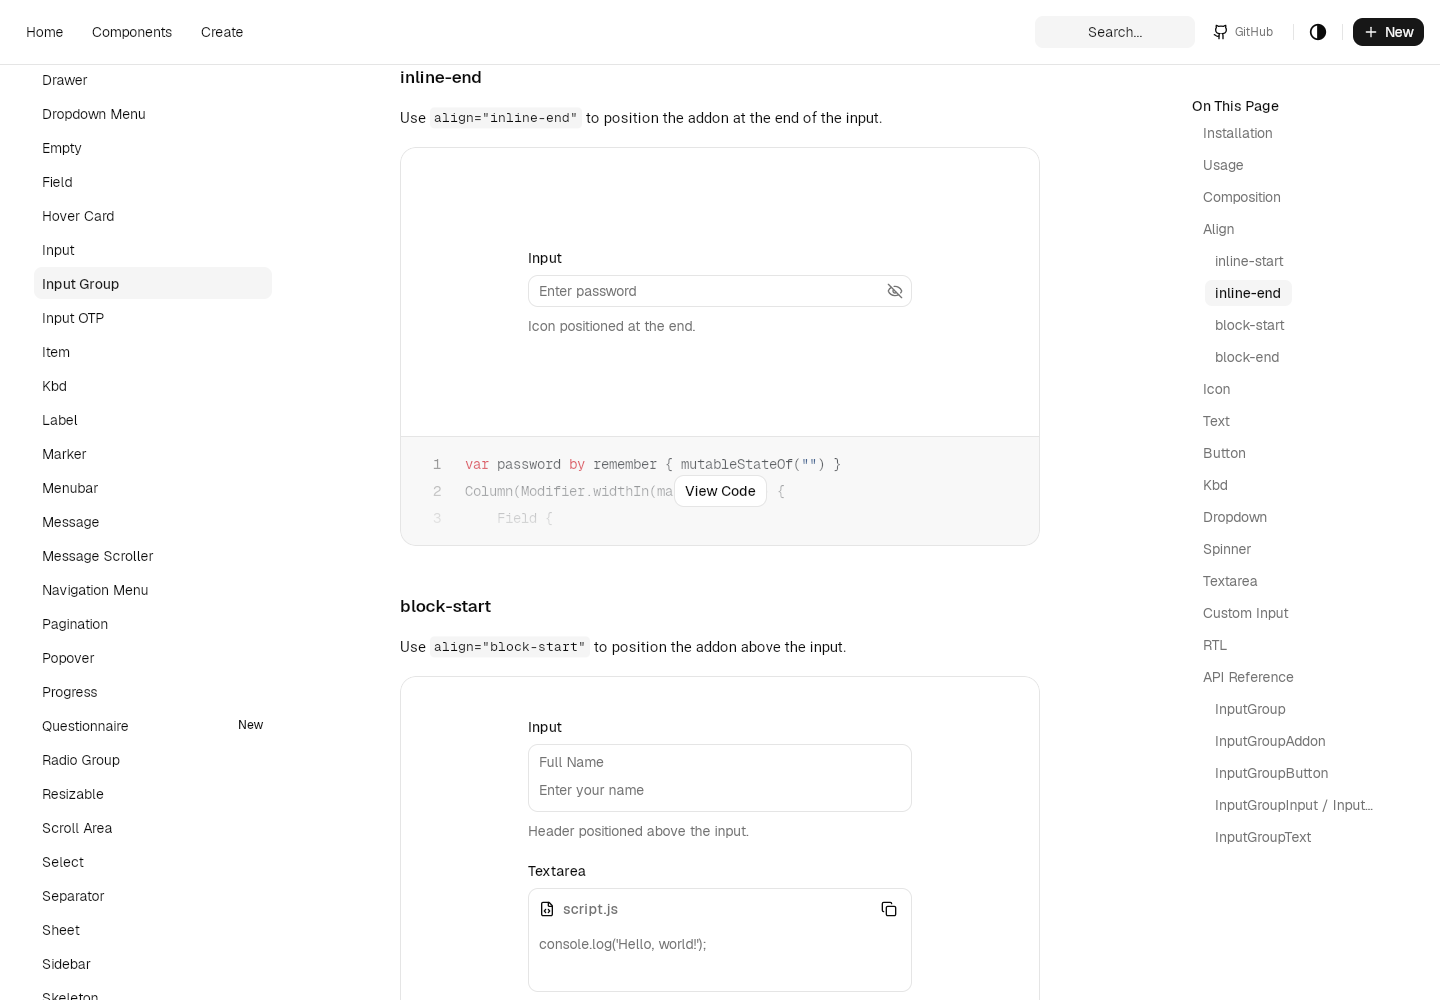 Home
Components
Create
Search...
GitHub
New
Drawer
Dropdown Menu
Empty
Field
Hover Card
Input
Input Group
Input OTP
Item
Kbd
Label
Marker
Menubar
Message
Message Scroller
Navigation Menu
Pagination
Popover
Progress
Questionnaire New
Radio Group
Resizable
Scroll Area
Select
Separator
Sheet
Sidebar
Skeleton
inline-end
Use align="inline-end" to position the addon at the end of the input.
Input
Enter password
Icon positioned at the end.
1 var password by remember { mutableStateOf("") }
2 Column(Modifier.widthIn(ma View Code {
3 Field {
block-start
Use align="block-start" to position the addon above the input.
Input
Full Name
Enter your name
Header positioned above the input.
Textarea
script.js
console.log('Hello, world!');
On This Page
Installation
Usage
Composition
Align
inline-start
inline-end
block-start
block-end
Icon
Text
Button
Kbd
Dropdown
Spinner
Textarea
Custom Input
RTL
API Reference
InputGroup
InputGroupAddon
InputGroupButton
InputGroupInput / Input...
InputGroupText